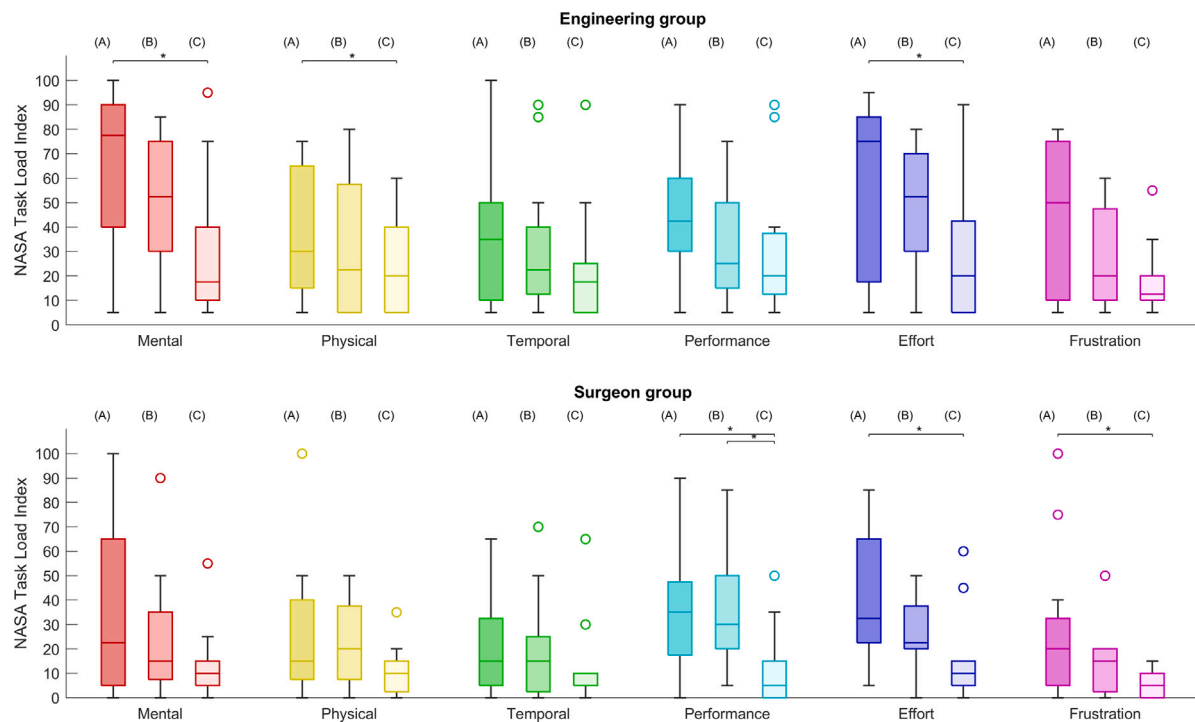 Engineering group
(A) (B) (C) (A) (B) (C) (A) (B) (C) (A) (B) (C) (A) (B) (C) (A) (B) (C)
* * *
NASA Task Load Index
100
90
80
70
60
50
40
30
20
10
0
Mental Physical Temporal Performance Effort Frustration
Surgeon group
(A) (B) (C) (A) (B) (C) (A) (B) (C) (A) (B) (C) (A) (B) (C) (A) (B) (C)
* * *
*
NASA Task Load Index
100
90
80
70
60
50
40
30
20
10
0
Mental Physical Temporal Performance Effort Frustration